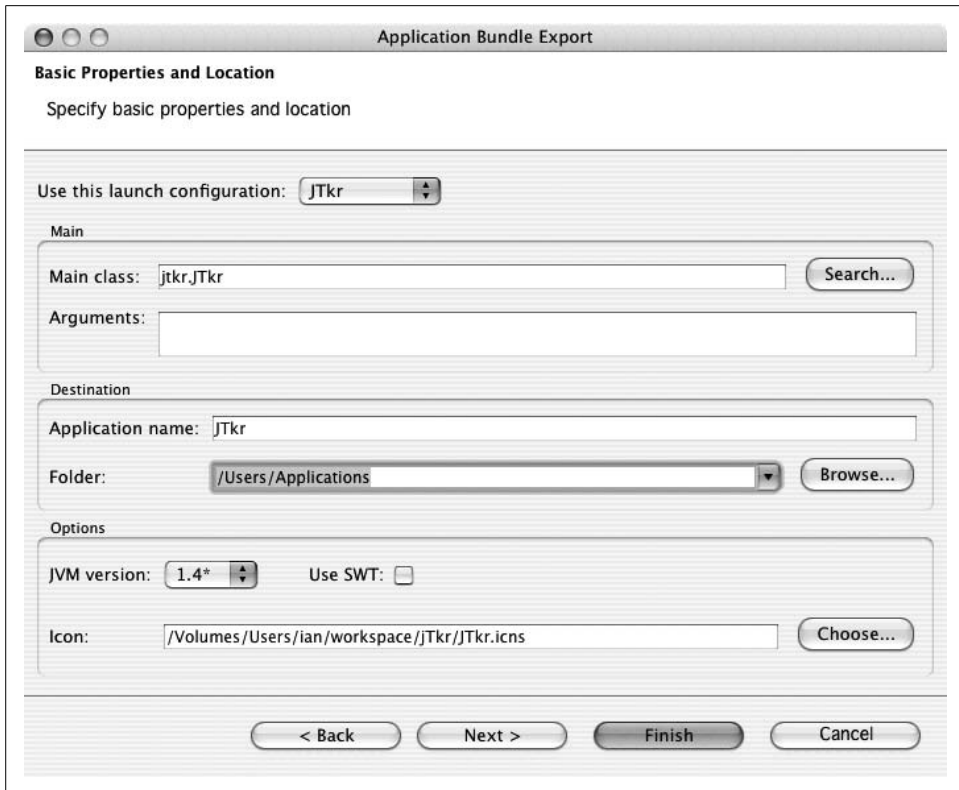 Application Bundle Export
Basic Properties and Location
Specify basic properties and location
Use this launch configuration: JTkr
Main
Main class: jtkr.JTkr Search...
Arguments:
Destination
Application name: JTkr
Folder: /Users/Applications Browse...
Options
JVM version: 1.4* Use SWT:
Icon: /Volumes/Users/ian/workspace/jTkr/JTkr.icns Choose...
< Back Next > Finish Cancel